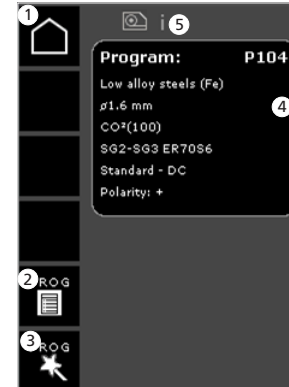 1
i 5
Program: P104
Low alloy steels (Fe)
ø1.6 mm
CO²(100)
SG2-SG3 ER70S6
Standard - DC
Polarity: +
4
2
ROG
3
ROG